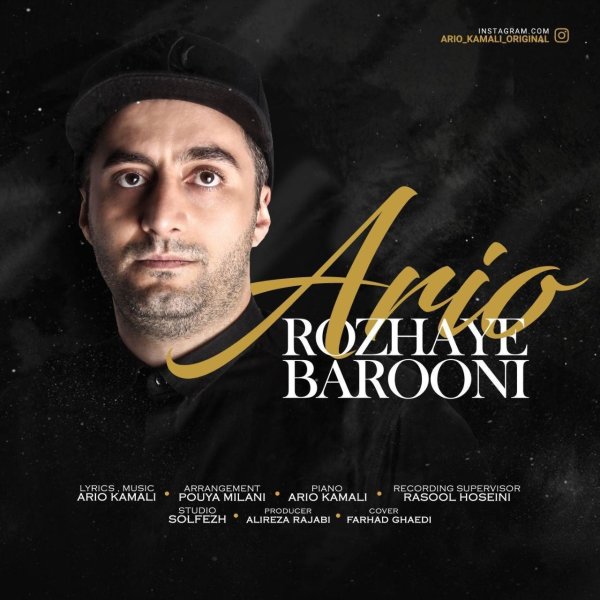 INSTAGRAM.COM
ARIO_KAMALI_ORIGINAL
Ario
ROZHAYE
BAROONI
LYRICS . MUSIC • ARRANGEMENT • PIANO • RECORDING SUPERVISOR
ARIO KAMALI POUYA MILANI ARIO KAMALI RASOOL HOSEINI
STUDIO • PRODUCER • COVER
SOLFEZH ALIREZA RAJABI FARHAD GHAEDI